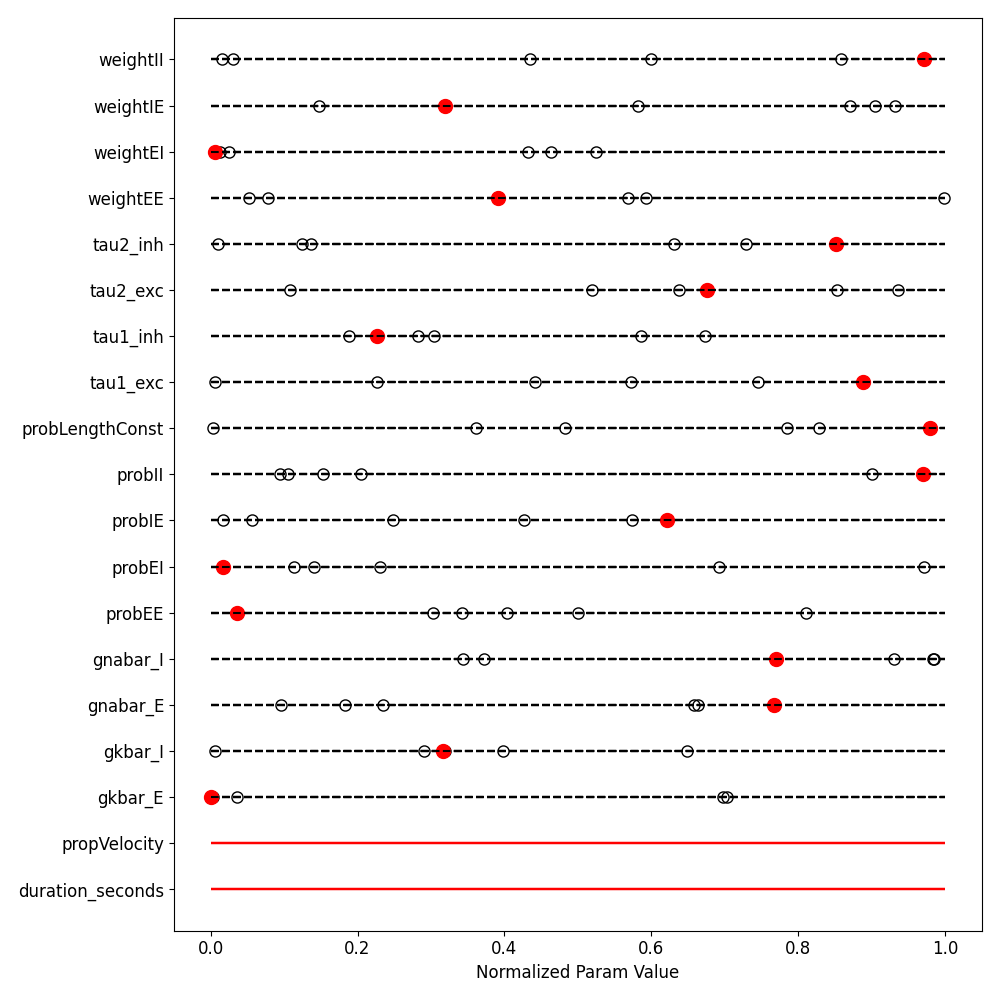 weightII
weightIE
weightEI
weightEE
tau2_inh
tau2_exc
tau1_inh
tau1_exc
probLengthConst
probII
probIE
probEI
probEE
gnabar_I
gnabar_E
gkbar_I
gkbar_E
propVelocity
duration_seconds
0.0 0.2 0.4 0.6 0.8 1.0
Normalized Param Value